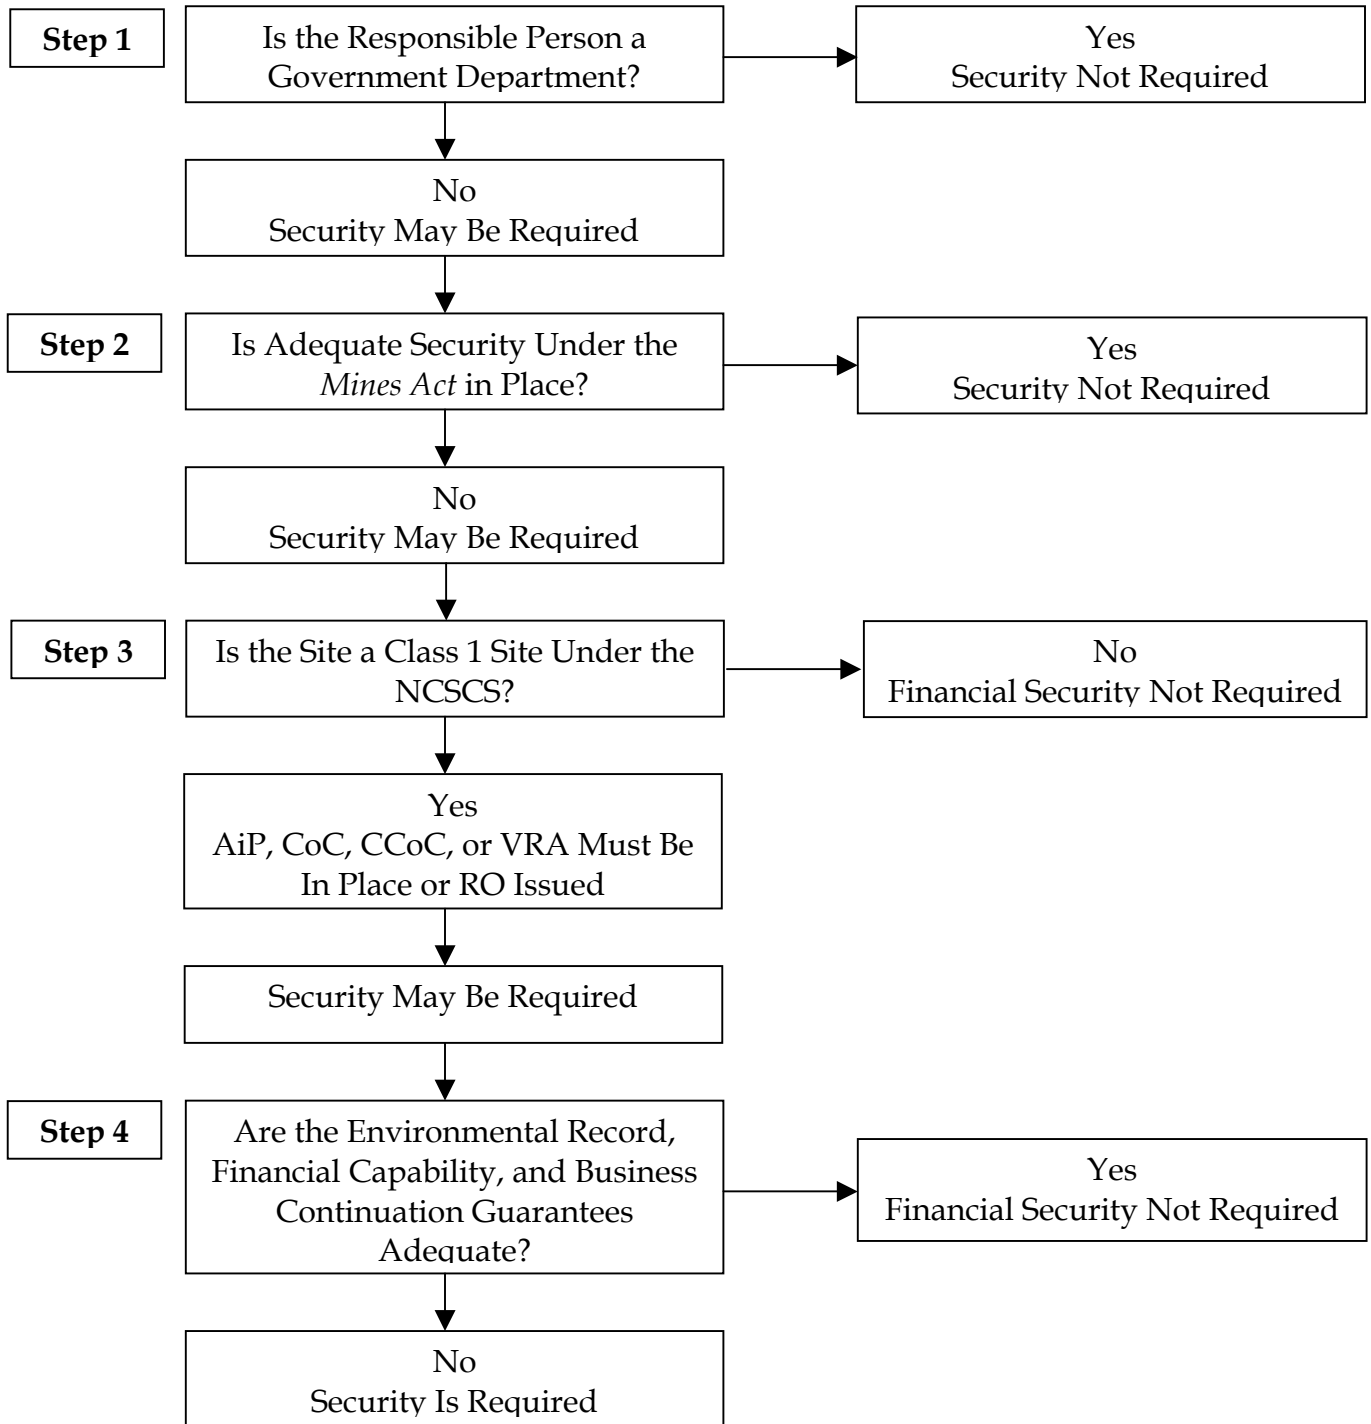 Step 1
Is the Responsible Person a
Government Department?
Yes
Security Not Required
No
Security May Be Required
Step 2
Is Adequate Security Under the
Mines Act in Place?
Yes
Security Not Required
No
Security May Be Required
Step 3
Is the Site a Class 1 Site Under the
NCSCS?
No
Financial Security Not Required
Yes
AiP, CoC, CCoC, or VRA Must Be
In Place or RO Issued
Security May Be Required
Step 4
Are the Environmental Record,
Financial Capability, and Business
Continuation Guarantees
Adequate?
Yes
Financial Security Not Required
No
Security Is Required